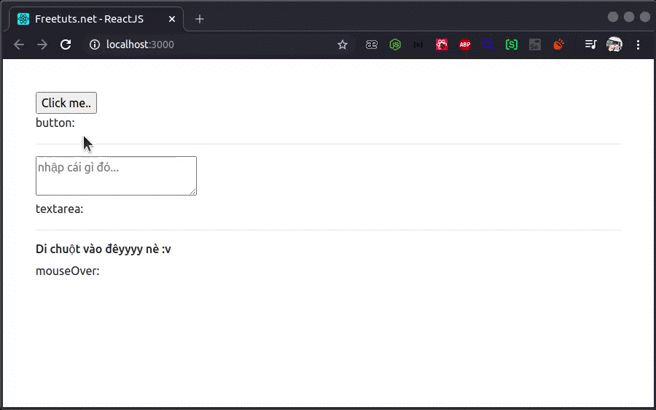 Freetuts.net - ReactJS
localhost:3000
ABP
Click me..
button:
nhập cái gì đó...
textarea:
Di chuột vào đêyyyy nè :v
mouseOver: